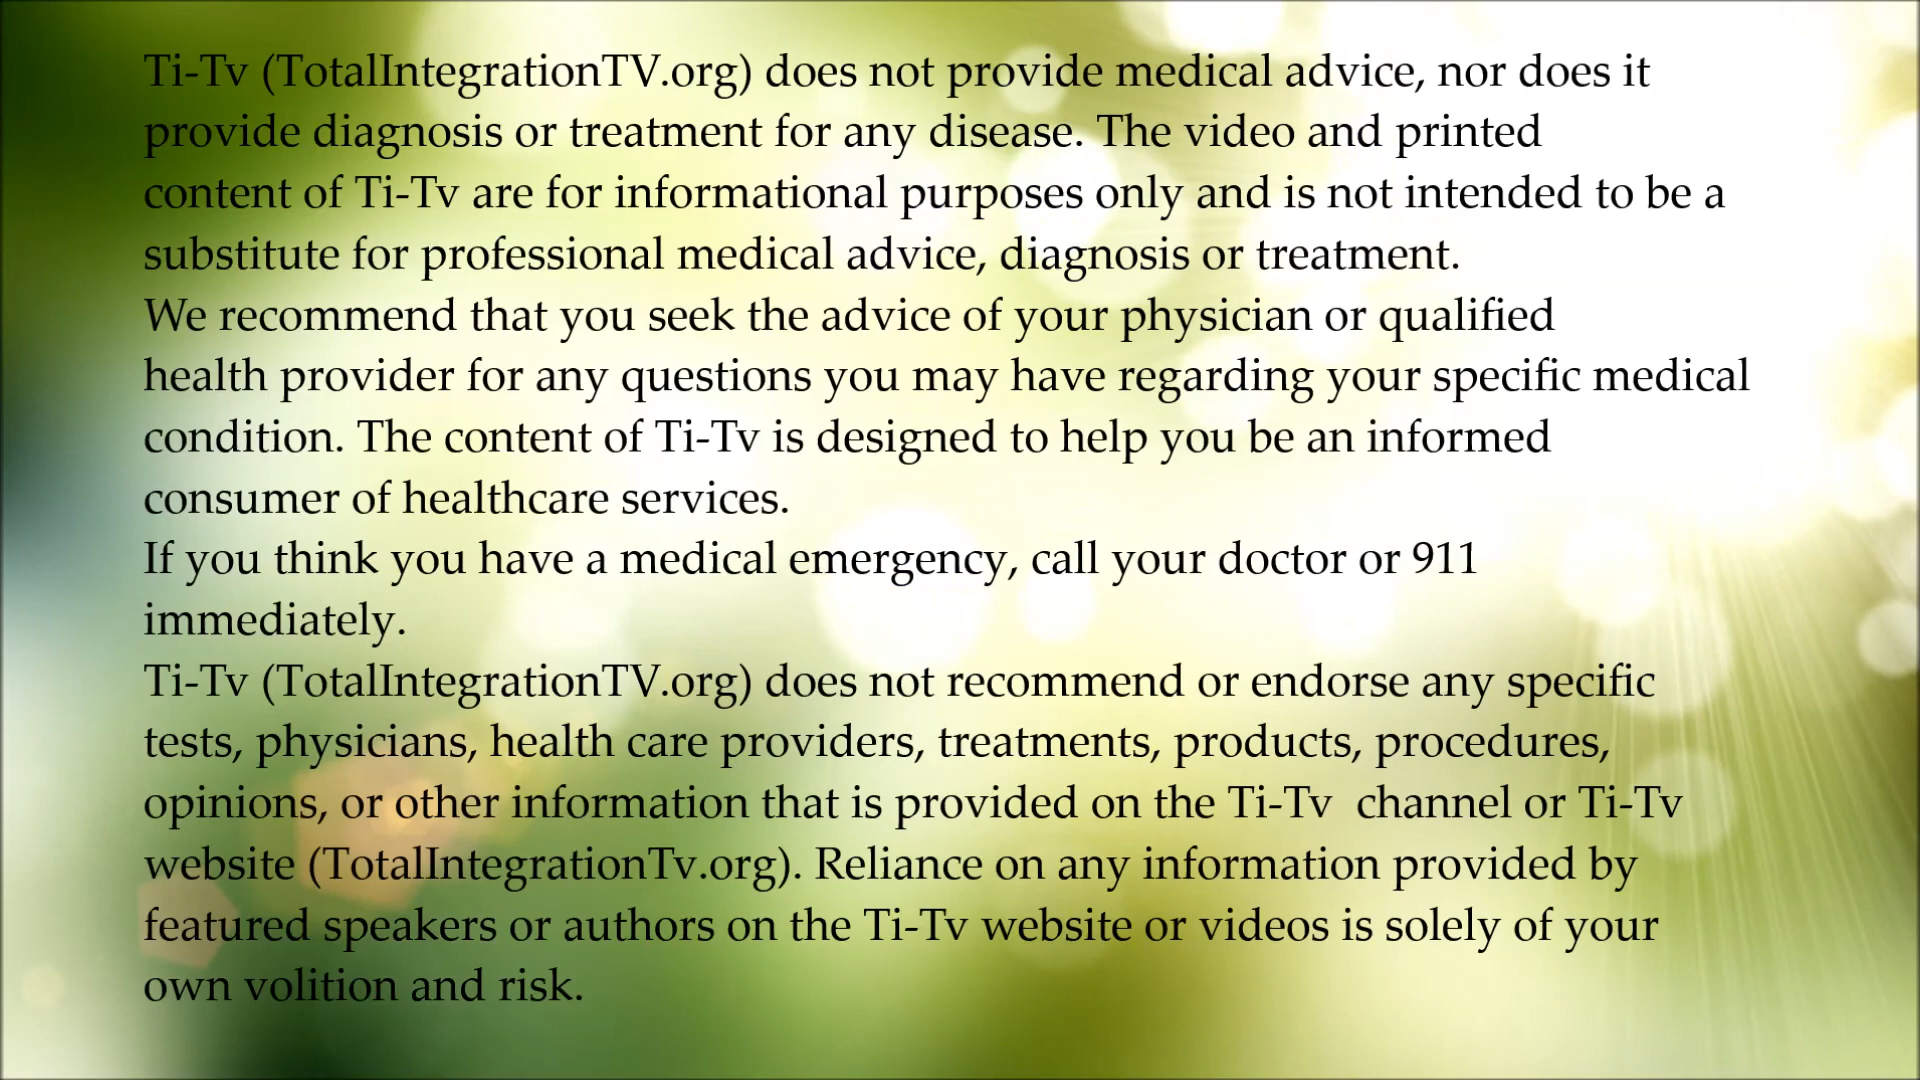 Ti-Tv (TotalIntegrationTV.org) does not provide medical advice, nor does it
provide diagnosis or treatment for any disease. The video and printed
content of Ti-Tv are for informational purposes only and is not intended to be a
substitute for professional medical advice, diagnosis or treatment.
We recommend that you seek the advice of your physician or qualified
health provider for any questions you may have regarding your specific medical
condition. The content of Ti-Tv is designed to help you be an informed
consumer of healthcare services.
If you think you have a medical emergency, call your doctor or 911
immediately.
Ti-Tv (TotalIntegrationTV.org) does not recommend or endorse any specific
tests, physicians, health care providers, treatments, products, procedures,
opinions, or other information that is provided on the Ti-Tv  channel or Ti-Tv
website (TotalIntegrationTv.org). Reliance on any information provided by
featured speakers or authors on the Ti-Tv website or videos is solely of your
own volition and risk.